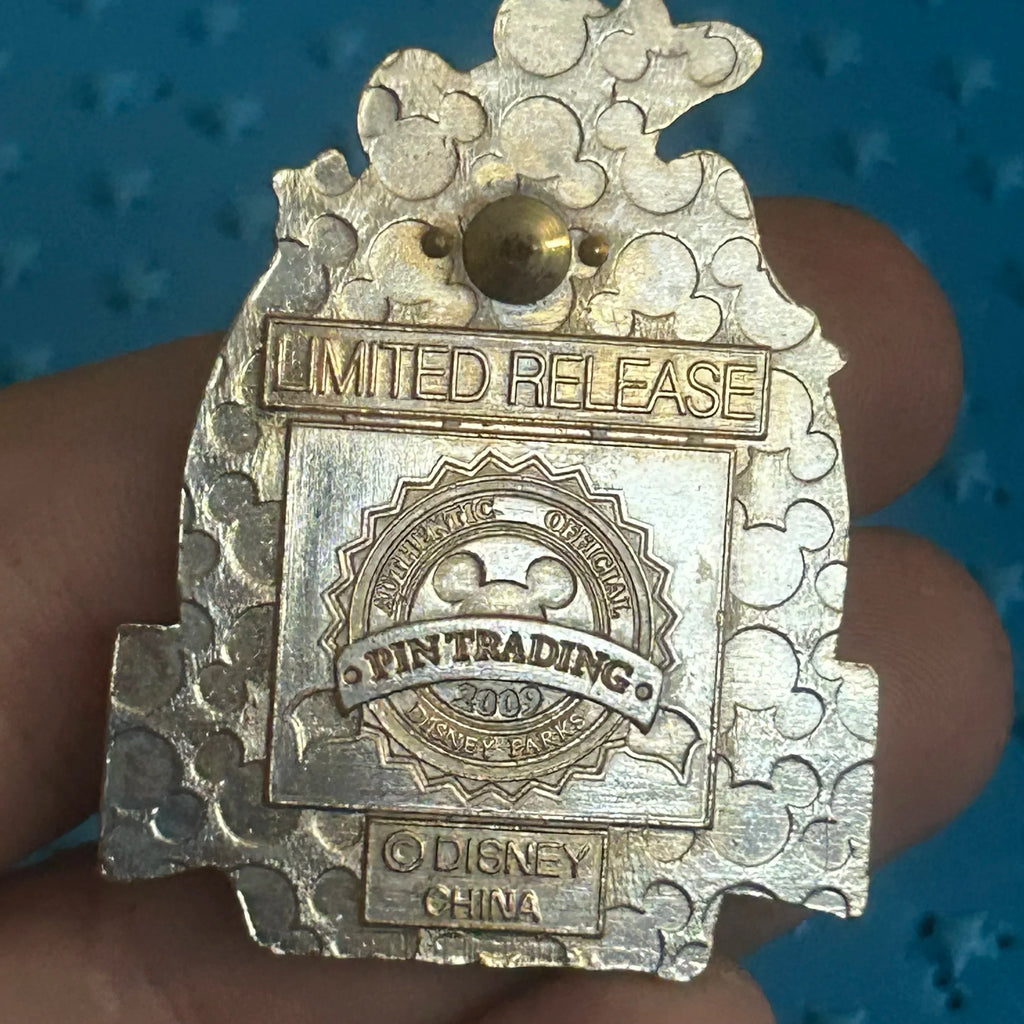 LIMITED RELEASE
AUTHENTIC OFFICIAL
• PIN TRADING •
2009
DISNEY PARKS
© DISNEY
CHINA